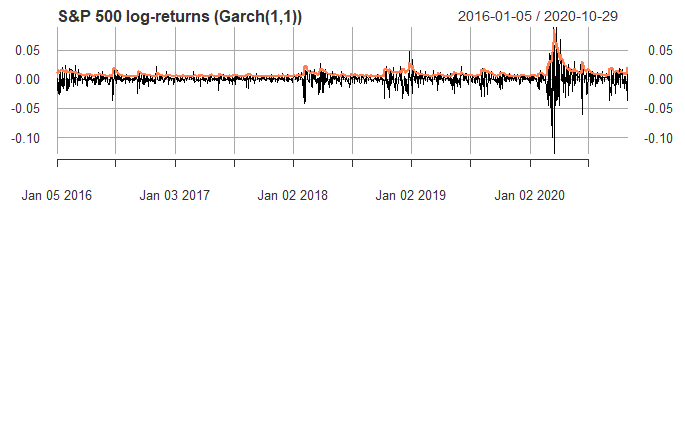 S&P 500 log-returns (Garch(1,1)) 2016-01-05 / 2020-10-29
0.05 0.05
0.00 0.00
-0.05 -0.05
-0.10 -0.10
Jan 05 2016 Jan 03 2017 Jan 02 2018 Jan 02 2019 Jan 02 2020